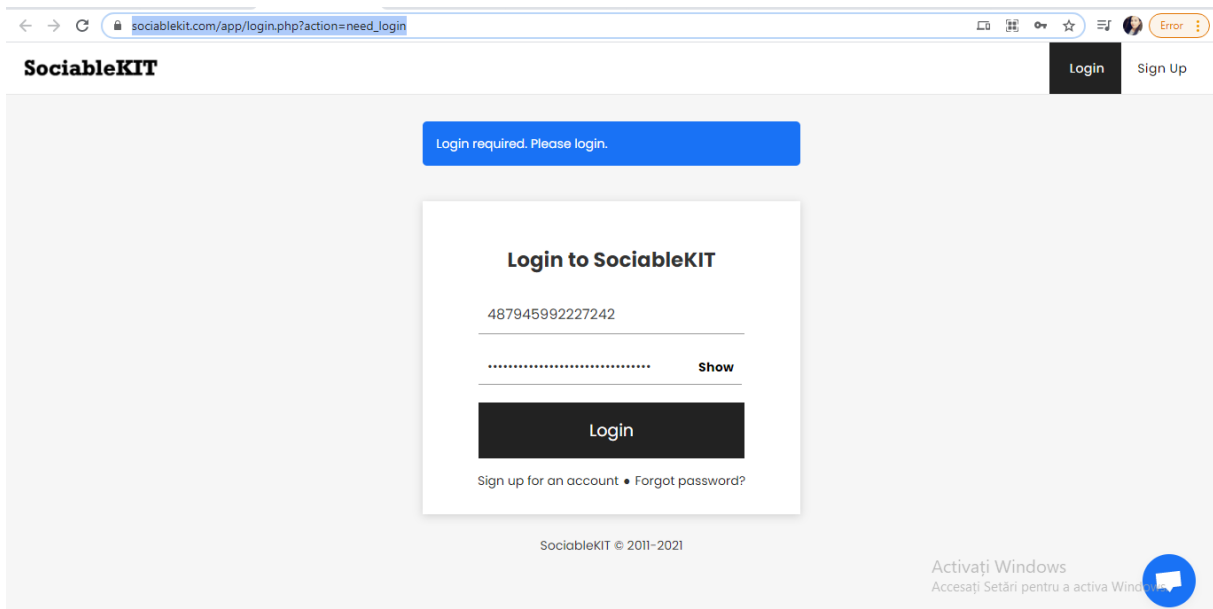 sociablekit.com/app/login.php?action=need_login
Error
SociableKIT
Login
Sign Up
Login required. Please login.
Login to SociableKIT
487945992227242
••••••••••••••••••••••••••••••••
Show
Login
Sign up for an account ● Forgot password?
SociableKIT © 2011-2021
Activați Windows
Accesați Setări pentru a activa Windows.